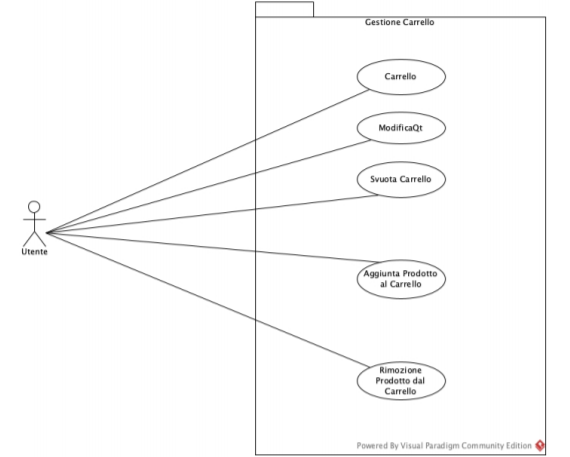 Gestione Carrello
Carrello
ModificaQt
Svuota Carrello
Utente
Aggiunta Prodotto
al Carrello
Rimozione
Prodotto dal
Carrello
Powered By Visual Paradigm Community Edition